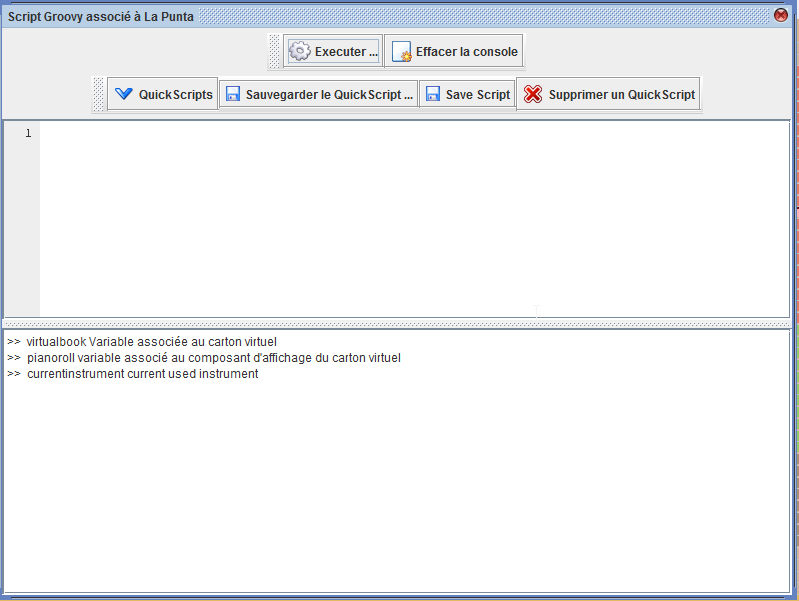 Script Groovy associé à La Punta
Executer ... Effacer la console
QuickScripts Sauvegarder le QuickScript ... Save Script Supprimer un QuickScript
1
>> virtualbook Variable associée au carton virtuel
>> pianoroll variable associé au composant d'affichage du carton virtuel
>> currentinstrument current used instrument